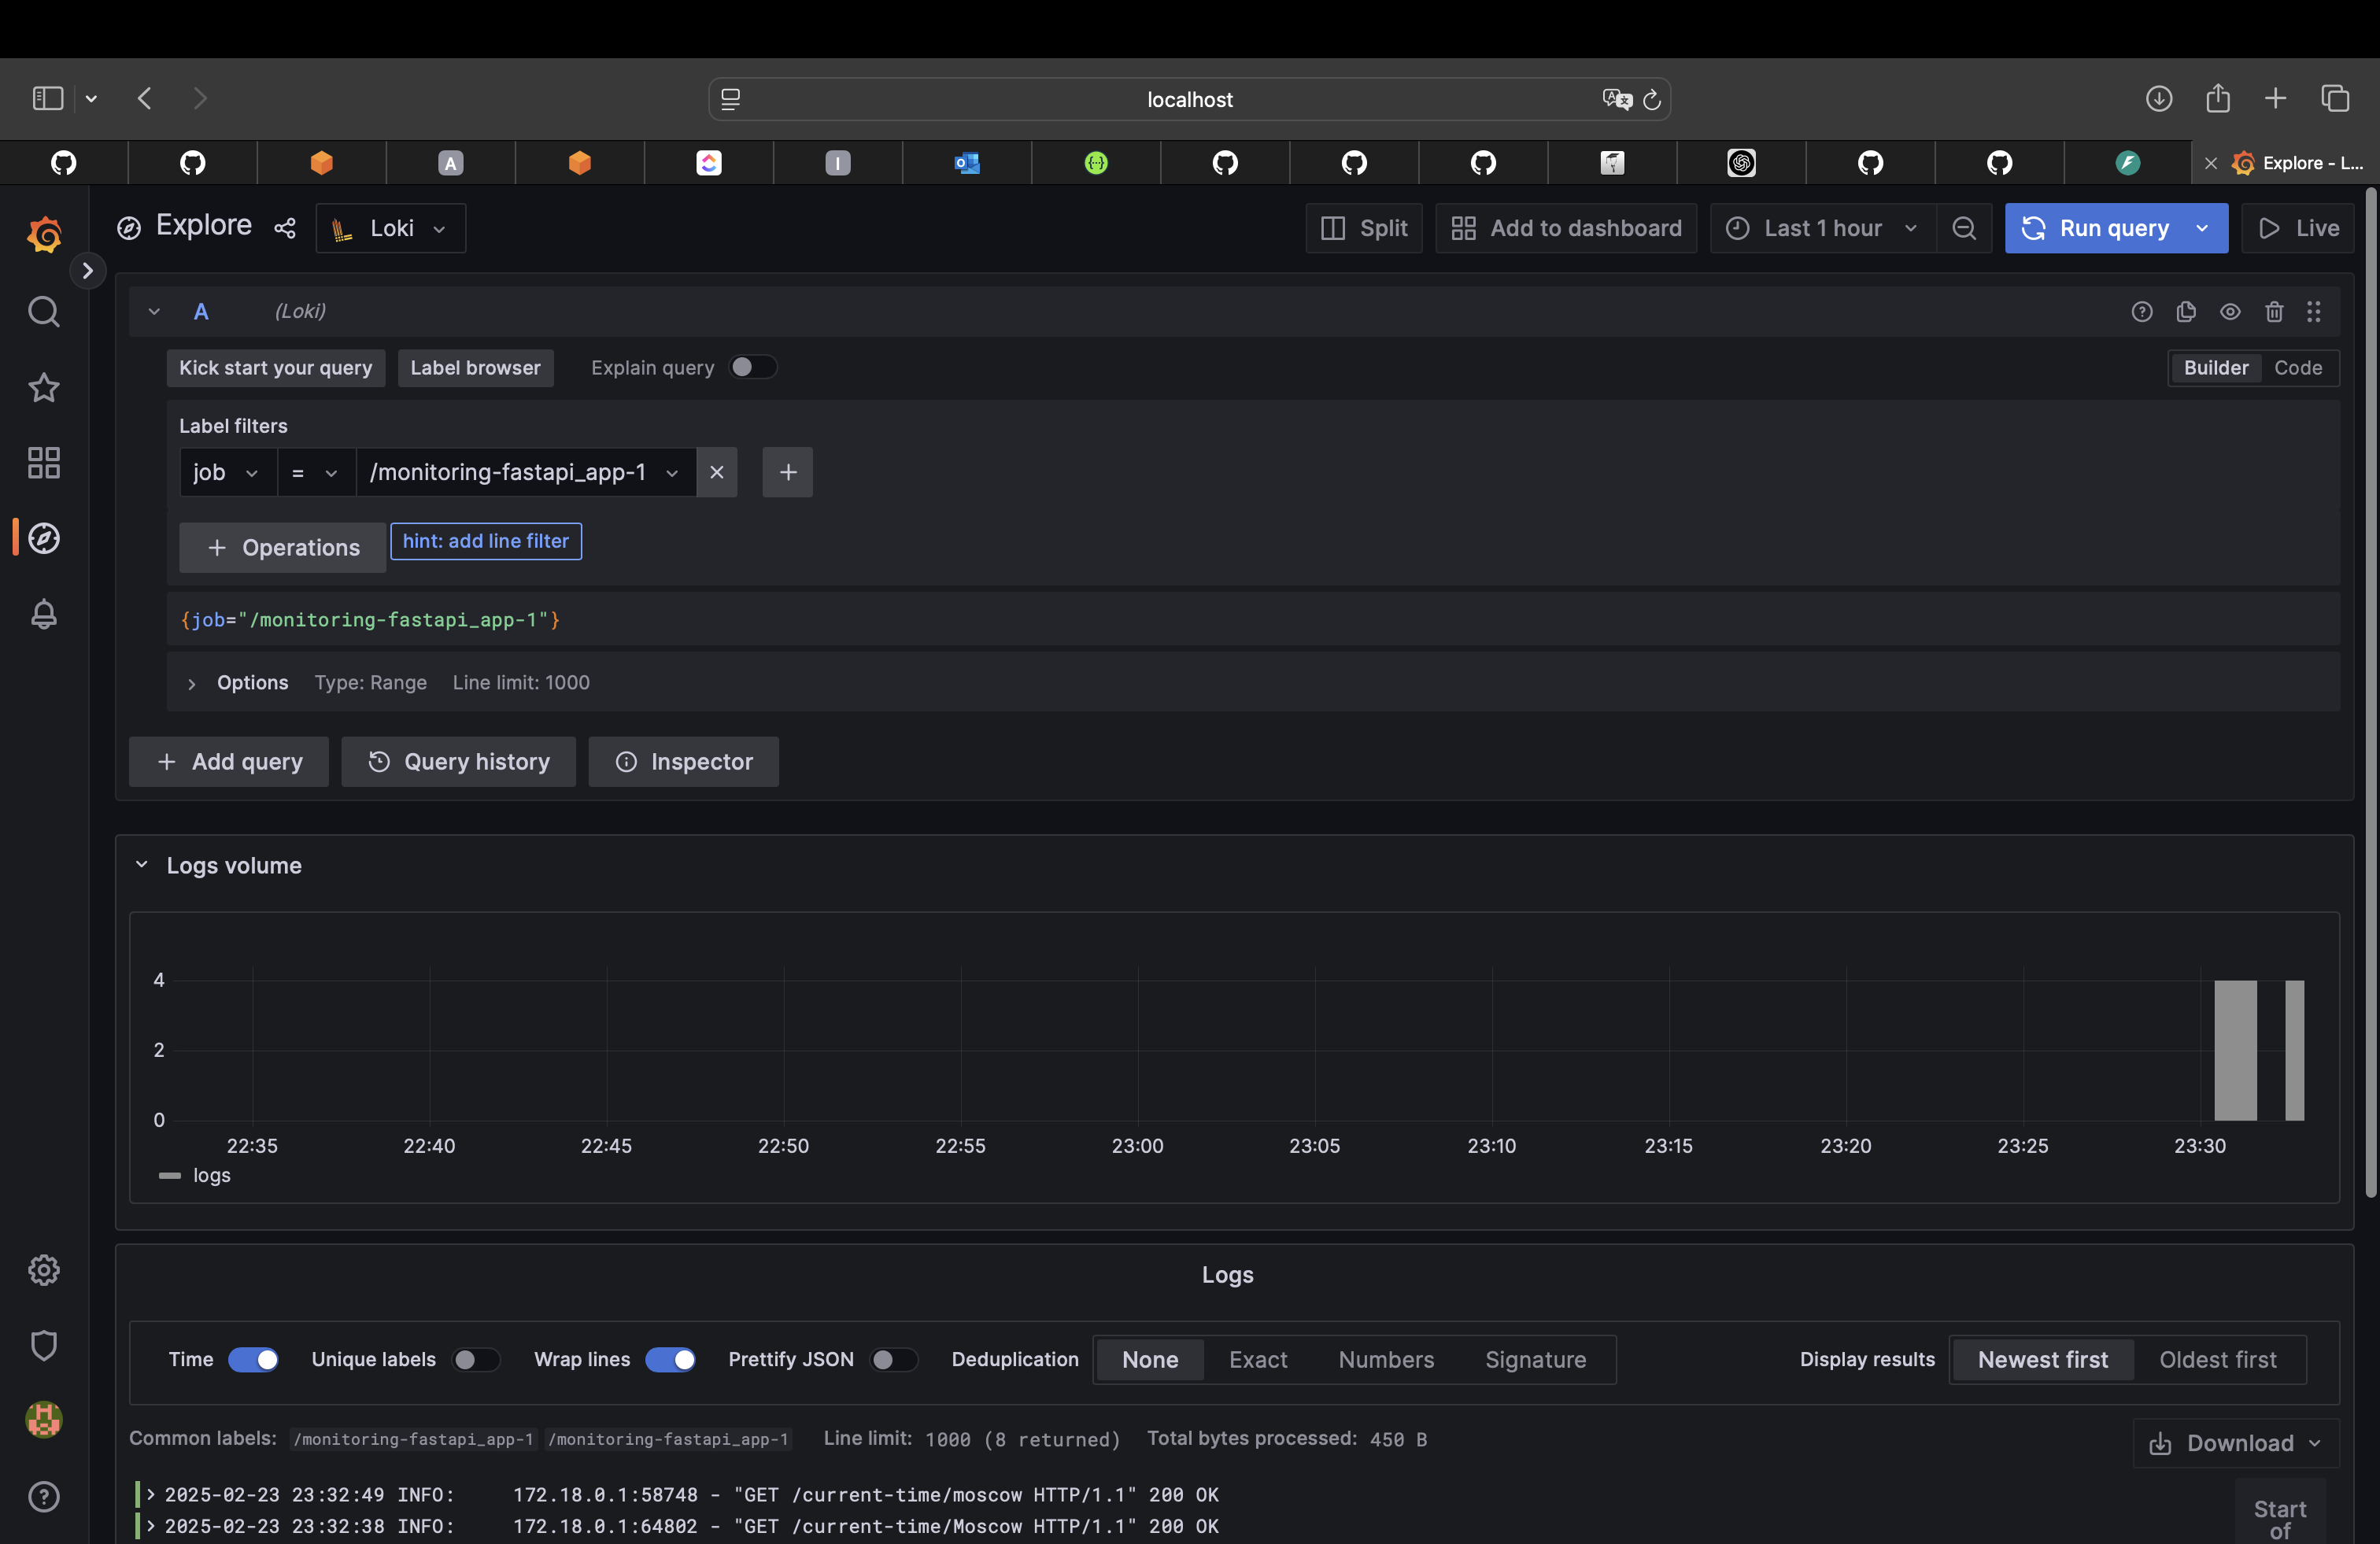 localhost
A
I
Explore - L...
Explore
Loki
Split
Add to dashboard
Last 1 hour
Run query
Live
A
(Loki)
Kick start your query
Label browser
Explain query
Builder
Code
Label filters
job
=
/monitoring-fastapi_app-1
+ Operations
hint: add line filter
{job="/monitoring-fastapi_app-1"}
Options
Type: Range
Line limit: 1000
+ Add query
Query history
Inspector
Logs volume
4
2
0
22:35
22:40
22:45
22:50
22:55
23:00
23:05
23:10
23:15
23:20
23:25
23:30
logs
Logs
Time
Unique labels
Wrap lines
Prettify JSON
Deduplication
None
Exact
Numbers
Signature
Display results
Newest first
Oldest first
Common labels: /monitoring-fastapi_app-1 /monitoring-fastapi_app-1
Line limit: 1000 (8 returned)
Total bytes processed: 450 B
Download
2025-02-23 23:32:49 INFO: 172.18.0.1:58748 - "GET /current-time/moscow HTTP/1.1" 200 OK
2025-02-23 23:32:38 INFO: 172.18.0.1:64802 - "GET /current-time/Moscow HTTP/1.1" 200 OK
Start
of